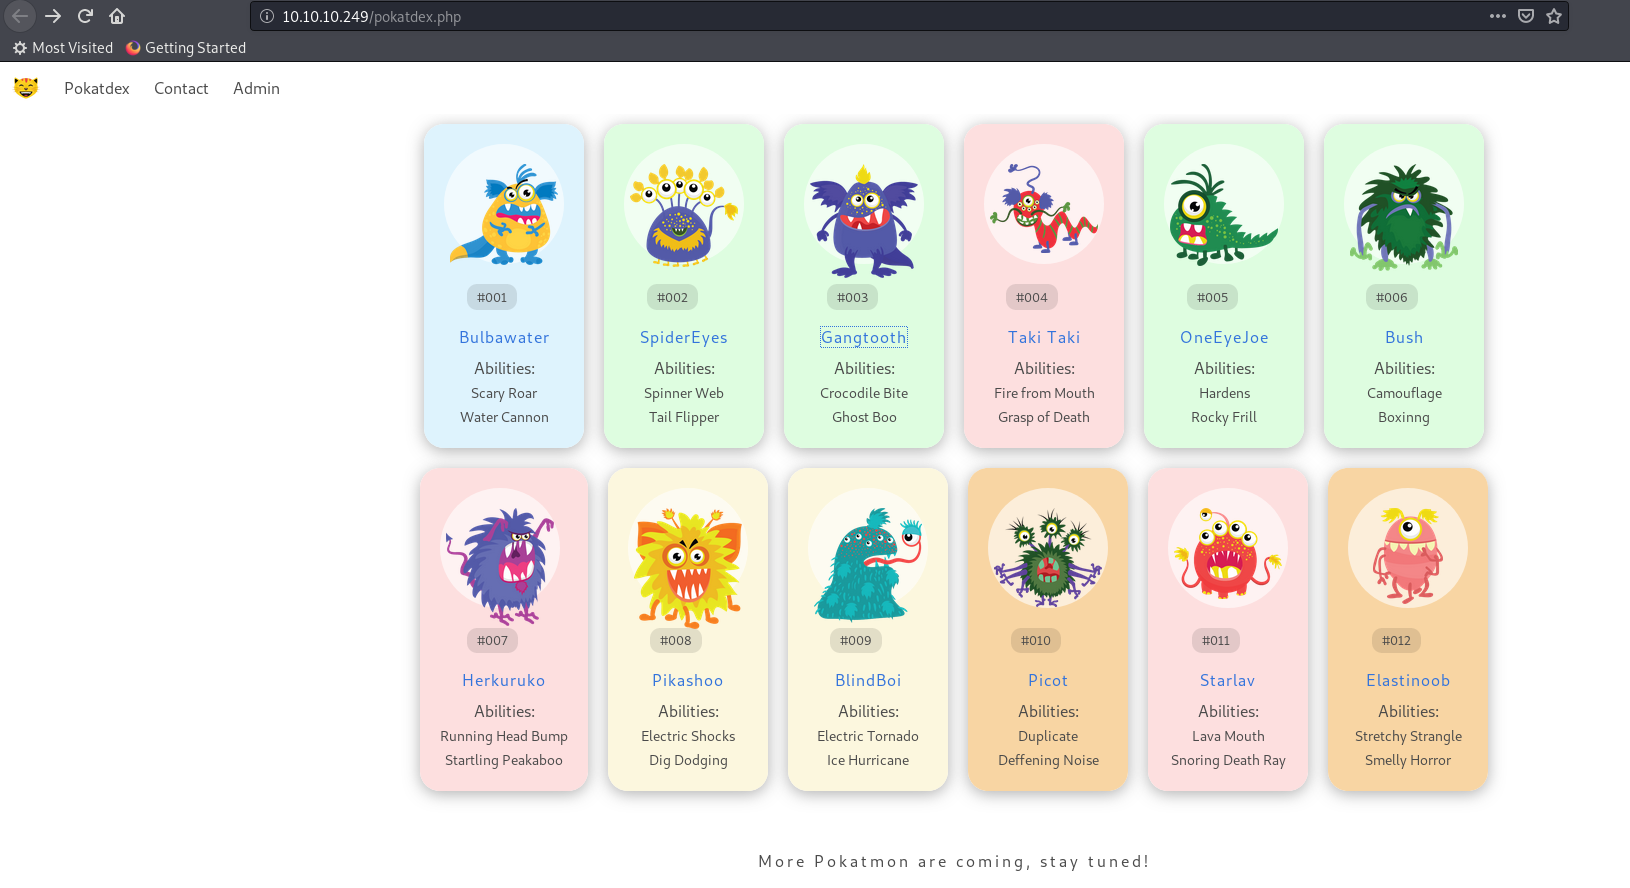 10.10.10.249/pokatdex.php
Most Visited Getting Started
Pokatdex Contact Admin
#001 #002 #003 #004 #005 #006
Bulbawater SpiderEyes Gangtooth Taki Taki OneEyeJoe Bush
Abilities: Abilities: Abilities: Abilities: Abilities: Abilities:
Scary Roar Spinner Web Crocodile Bite Fire from Mouth Hardens Camouflage
Water Cannon Tail Flipper Ghost Boo Grasp of Death Rocky Frill Boxinng
#007 #008 #009 #010 #011 #012
Herkuruko Pikashoo BlindBoi Picot Starlav Elastinoob
Abilities: Abilities: Abilities: Abilities: Abilities: Abilities:
Running Head Bump Electric Shocks Electric Tornado Duplicate Lava Mouth Stretchy Strangle
Startling Peakaboo Dig Dodging Ice Hurricane Deffening Noise Snoring Death Ray Smelly Horror
More Pokatmon are coming, stay tuned!